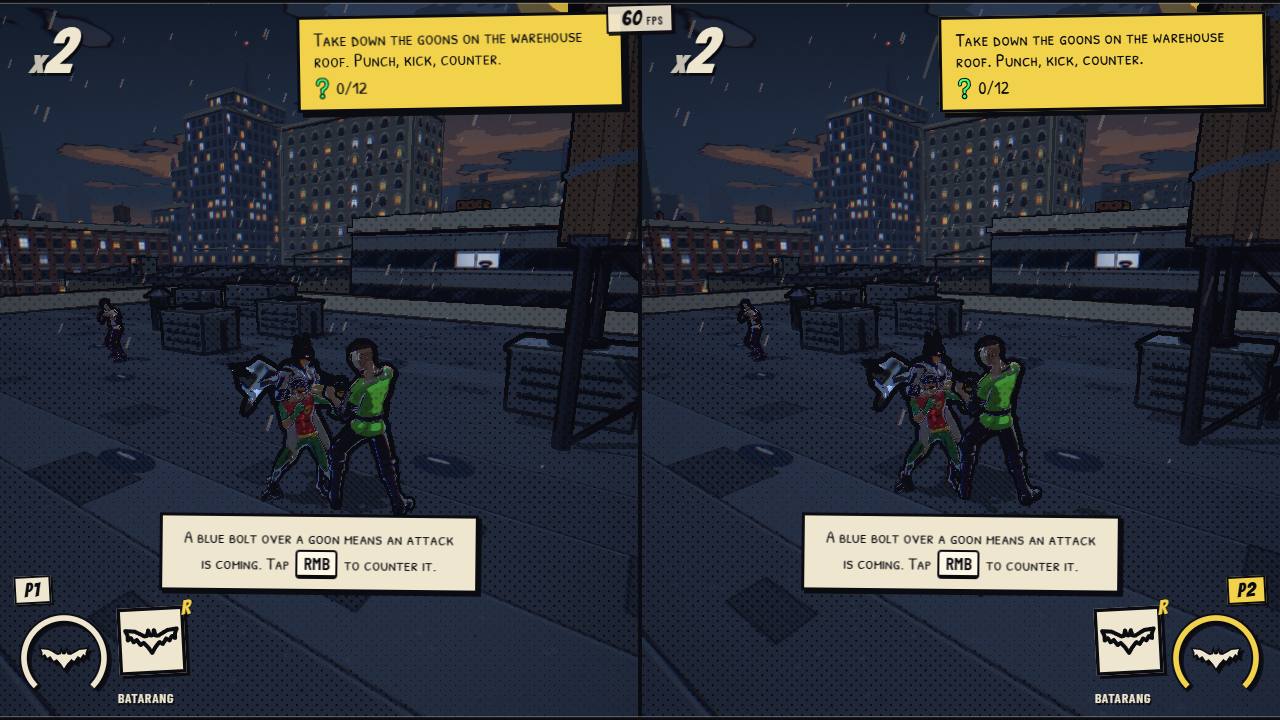 x2
TAKE DOWN THE GOONS ON THE WAREHOUSE
ROOF. PUNCH, KICK, COUNTER.
? 0/12
60 FPS
x2
TAKE DOWN THE GOONS ON THE WAREHOUSE
ROOF. PUNCH, KICK, COUNTER.
? 0/12
A BLUE BOLT OVER A GOON MEANS AN ATTACK
IS COMING. TAP RMB TO COUNTER IT.
A BLUE BOLT OVER A GOON MEANS AN ATTACK
IS COMING. TAP RMB TO COUNTER IT.
P1
R
BATARANG
P2
R
BATARANG